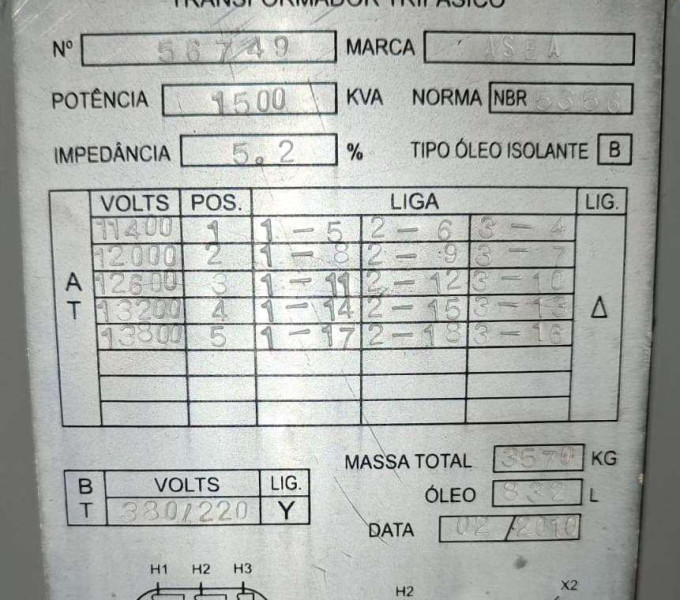 TRANSFORMADOR TRIFÁSICO
Nº 56749 MARCA ASEA
POTÊNCIA 1500 KVA NORMA NBR 5356
IMPEDÂNCIA 5.2 % TIPO ÓLEO ISOLANTE B
VOLTS POS. LIGA LIG.
11400 1 1-5 2-6 3-4
12000 2 1-8 2-9 3-7
AT 12600 3 1-11 2-12 3-10
13200 4 1-14 2-15 3-13 Δ
13800 5 1-17 2-18 3-16
MASSA TOTAL 3570 KG
BT VOLTS LIG.
ÓLEO 832 L
380/220 Y
DATA 02/2010
H1 H2 H3
H2 X2